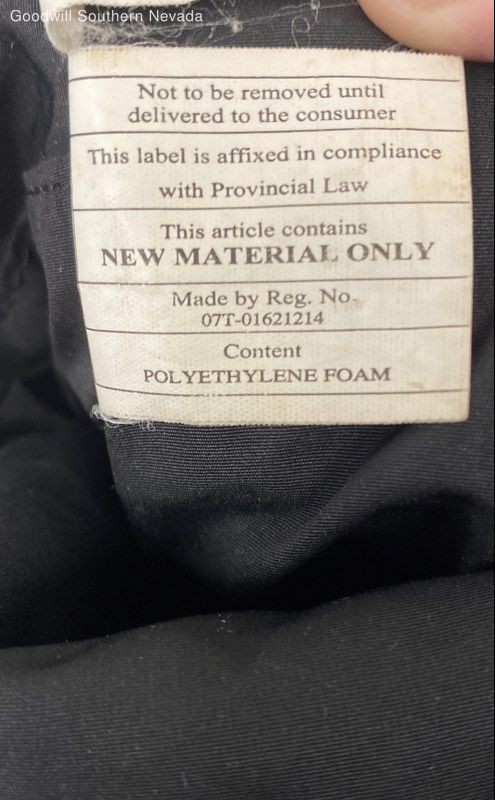 Goodwill Southern Nevada
Not to be removed until
delivered to the consumer
This label is affixed in compliance
with Provincial Law
This article contains
NEW MATERIAL ONLY
Made by Reg. No.
07T-01621214
Content
POLYETHYLENE FOAM